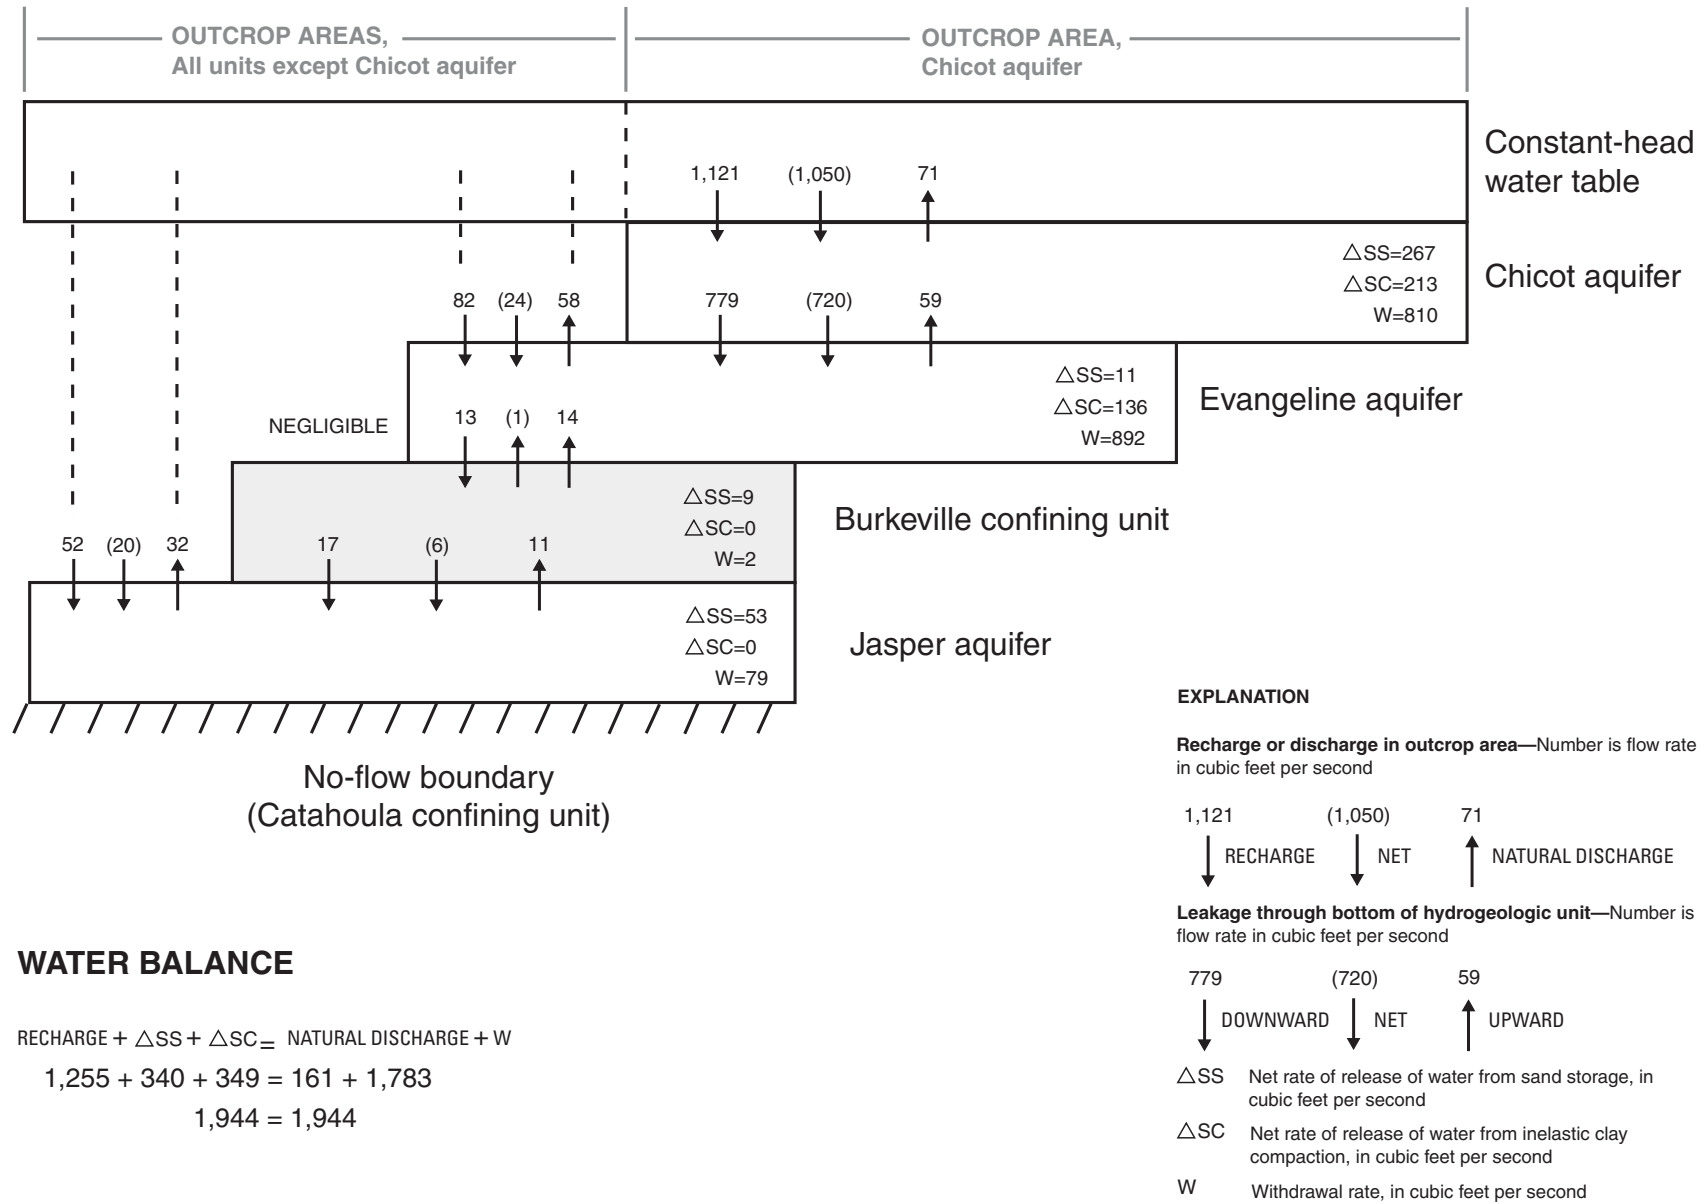 OUTCROP AREAS,
All units except Chicot aquifer
OUTCROP AREA,
Chicot aquifer
Constant-head
water table
1,121 (1,050) 71
△SS=267
△SC=213
W=810
Chicot aquifer
82 (24) 58
779 (720) 59
△SS=11
△SC=136
W=892
Evangeline aquifer
NEGLIGIBLE
13 (1) 14
△SS=9
△SC=0
W=2
Burkeville confining unit
52 (20) 32
17 (6) 11
△SS=53
△SC=0
W=79
Jasper aquifer
No-flow boundary
(Catahoula confining unit)
WATER BALANCE
RECHARGE + △SS + △SC = NATURAL DISCHARGE + W
1,255 + 340 + 349 = 161 + 1,783
1,944 = 1,944
EXPLANATION
Recharge or discharge in outcrop area—Number is flow rate
in cubic feet per second
1,121 (1,050) 71
RECHARGE NET NATURAL DISCHARGE
Leakage through bottom of hydrogeologic unit—Number is
flow rate in cubic feet per second
779 (720) 59
DOWNWARD NET UPWARD
△SS Net rate of release of water from sand storage, in
cubic feet per second
△SC Net rate of release of water from inelastic clay
compaction, in cubic feet per second
W Withdrawal rate, in cubic feet per second